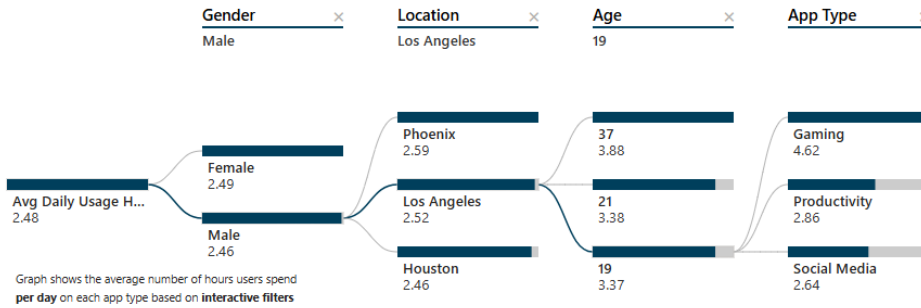 Gender × Location × Age × App Type
Male Los Angeles 19
Phoenix 37 Gaming
2.59 3.88 4.62
Female
2.49
Avg Daily Usage H... Los Angeles 21 Productivity
2.48 2.52 3.38 2.86
Male
2.46
Houston 19 Social Media
2.46 3.37 2.64
Graph shows the average number of hours users spend
per day on each app type based on interactive filters